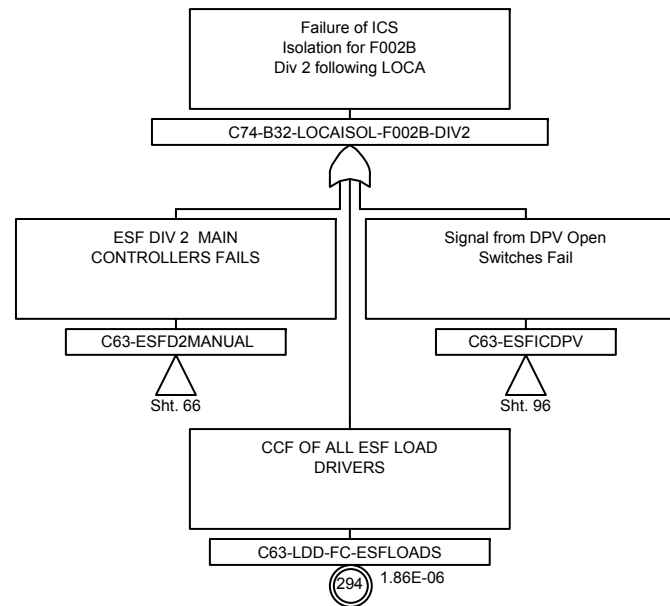 Failure of ICS
Isolation for F002B
Div 2 following LOCA
C74-B32-LOCAISOL-F002B-DIV2
ESF DIV 2 MAIN
CONTROLLERS FAILS
C63-ESFD2MANUAL
Sht. 66
Signal from DPV Open
Switches Fail
C63-ESFICDPV
Sht. 96
CCF OF ALL ESF LOAD
DRIVERS
C63-LDD-FC-ESFLOADS
294
1.86E-06